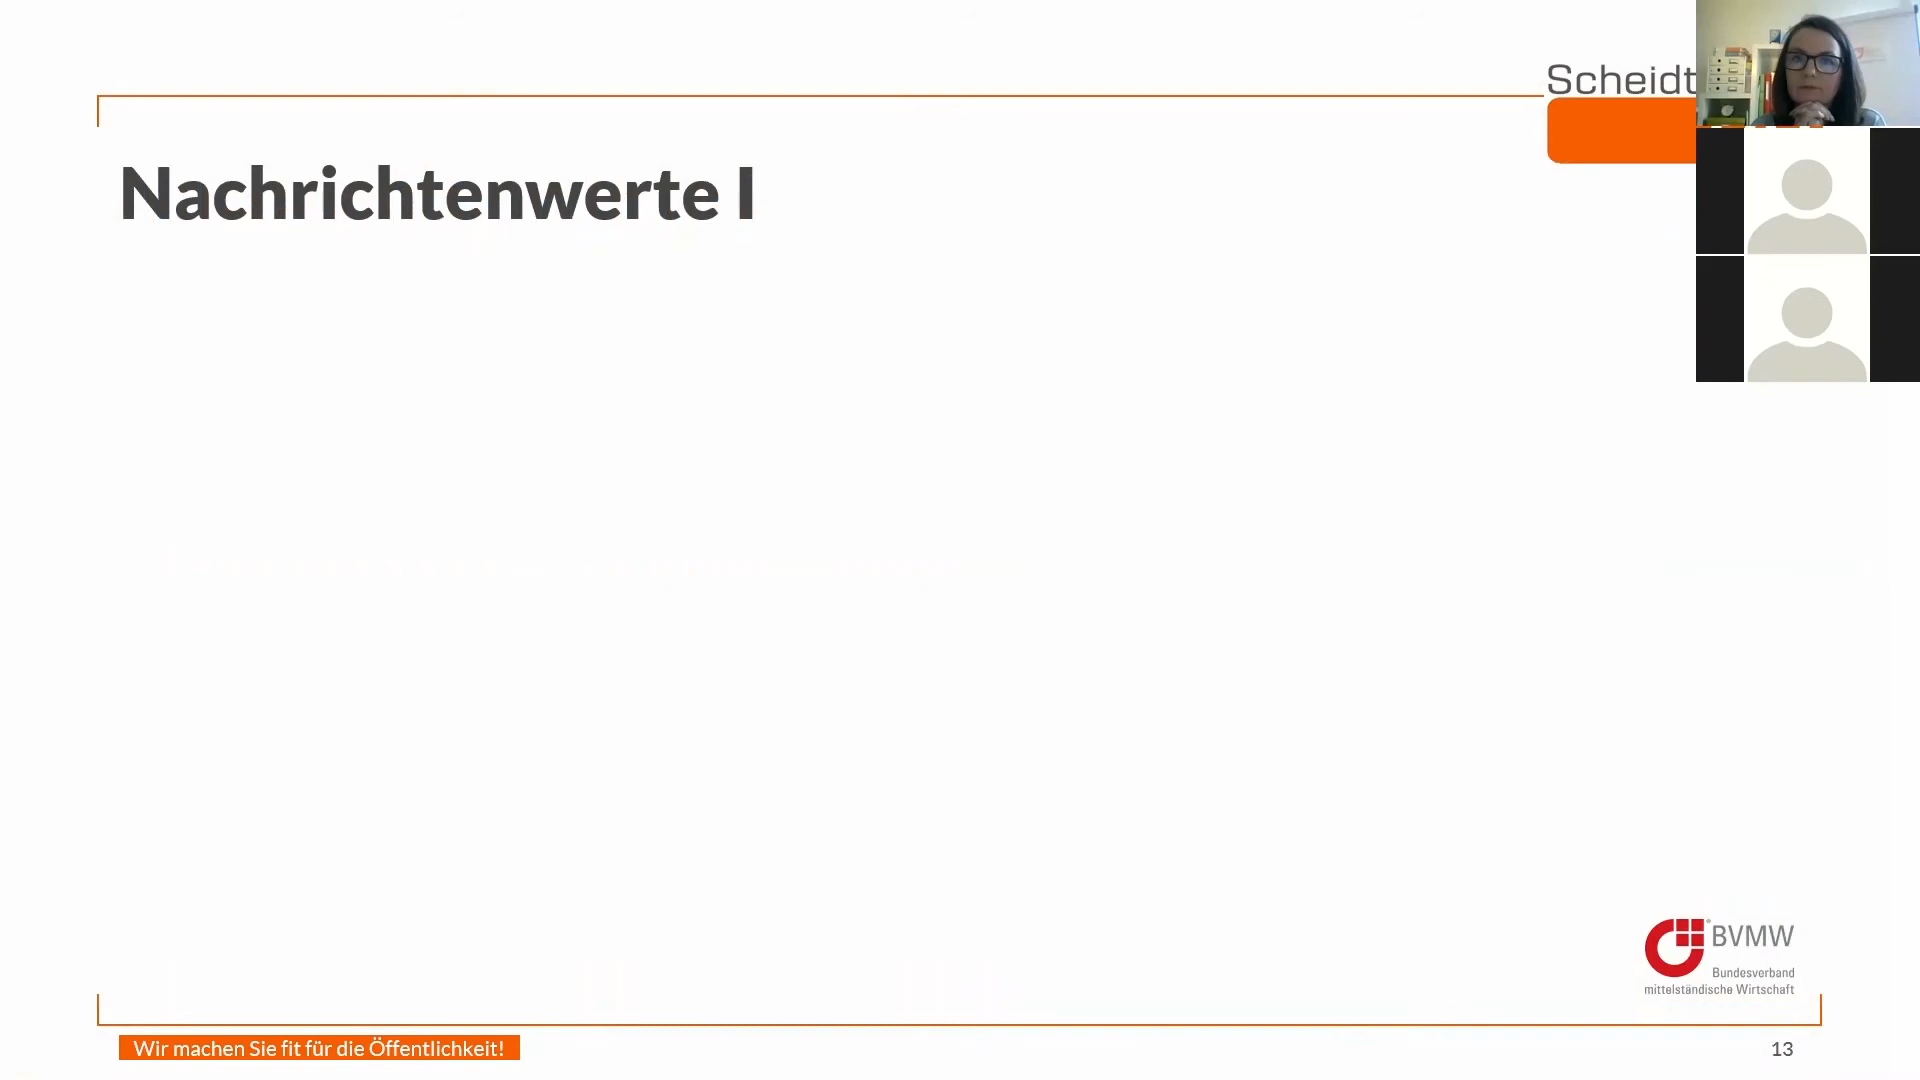 Scheidt
Nachrichtenwerte I
BVMW
Bundesverband
mittelständische Wirtschaft
Wir machen Sie fit für die Öffentlichkeit!
13